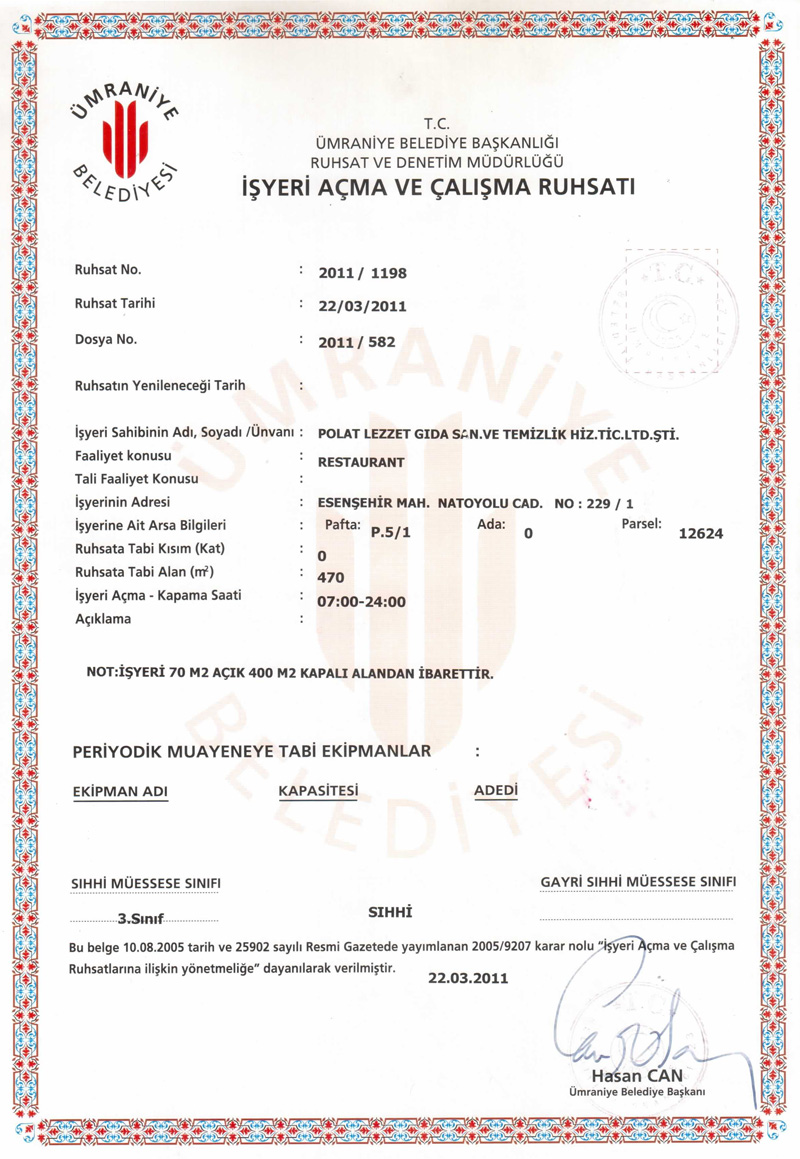 ÜMRANİYE
BELEDİYESİ
T.C.
ÜMRANİYE BELEDİYE BAŞKANLIĞI
RUHSAT VE DENETİM MÜDÜRLÜĞÜ
İŞYERİ AÇMA VE ÇALIŞMA RUHSATI
Ruhsat No. : 2011 / 1198
T.C.
Ruhsat Tarihi : 22/03/2011
Dosya No. : 2011 / 582
Ruhsatın Yenileneceği Tarih :
ÜMRANİYE
İşyeri Sahibinin Adı, Soyadı /Ünvanı : POLAT LEZZET GIDA SAN.VE TEMİZLİK HİZ.TİC.LTD.ŞTİ.
Faaliyet konusu : RESTAURANT
Tali Faaliyet Konusu :
İşyerinin Adresi : ESENŞEHİR MAH. NATOYOLU CAD. NO : 229 / 1
İşyerine Ait Arsa Bilgileri : Pafta: P.5/1 Ada: 0 Parsel: 12624
Ruhsata Tabi Kısım (Kat) : 0
Ruhsata Tabi Alan (m²) : 470
İşyeri Açma - Kapama Saati : 07:00-24:00
Açıklama :
NOT:İŞYERİ 70 M2 AÇIK 400 M2 KAPALI ALANDAN İBARETTİR.
BELEDİYESİ
PERİYODİK MUAYENEYE TABİ EKİPMANLAR :
EKİPMAN ADI KAPASİTESİ ADEDİ
SIHHİ MÜESSESE SINIFI GAYRİ SIHHİ MÜESSESE SINIFI
3.Sınıf SIHHİ
Bu belge 10.08.2005 tarih ve 25902 sayılı Resmi Gazetede yayımlanan 2005/9207 karar nolu "İşyeri Açma ve Çalışma
Ruhsatlarına ilişkin yönetmeliğe" dayanılarak verilmiştir.
22.03.2011
Hasan CAN
Ümraniye Belediye Başkanı